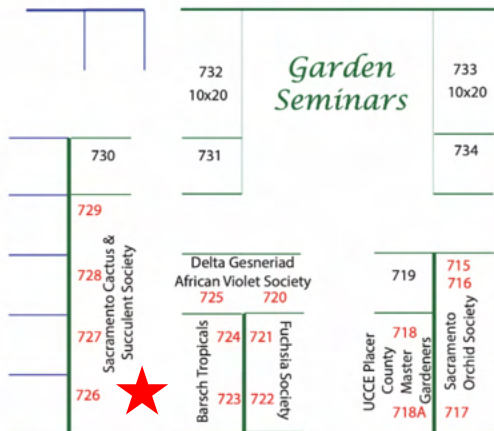 732
10x20
Garden
Seminars
733
10x20
730
731
734
729
728
727
726
Sacramento Cactus &
Succulent Society
Delta Gesneriad
African Violet Society
725 720
Barsch Tropicals
724
723
721
722
Fuchsia Society
719
UCCE Placer
County
Master
Gardeners
718
718A
715
716
Sacramento
Orchid Society
717